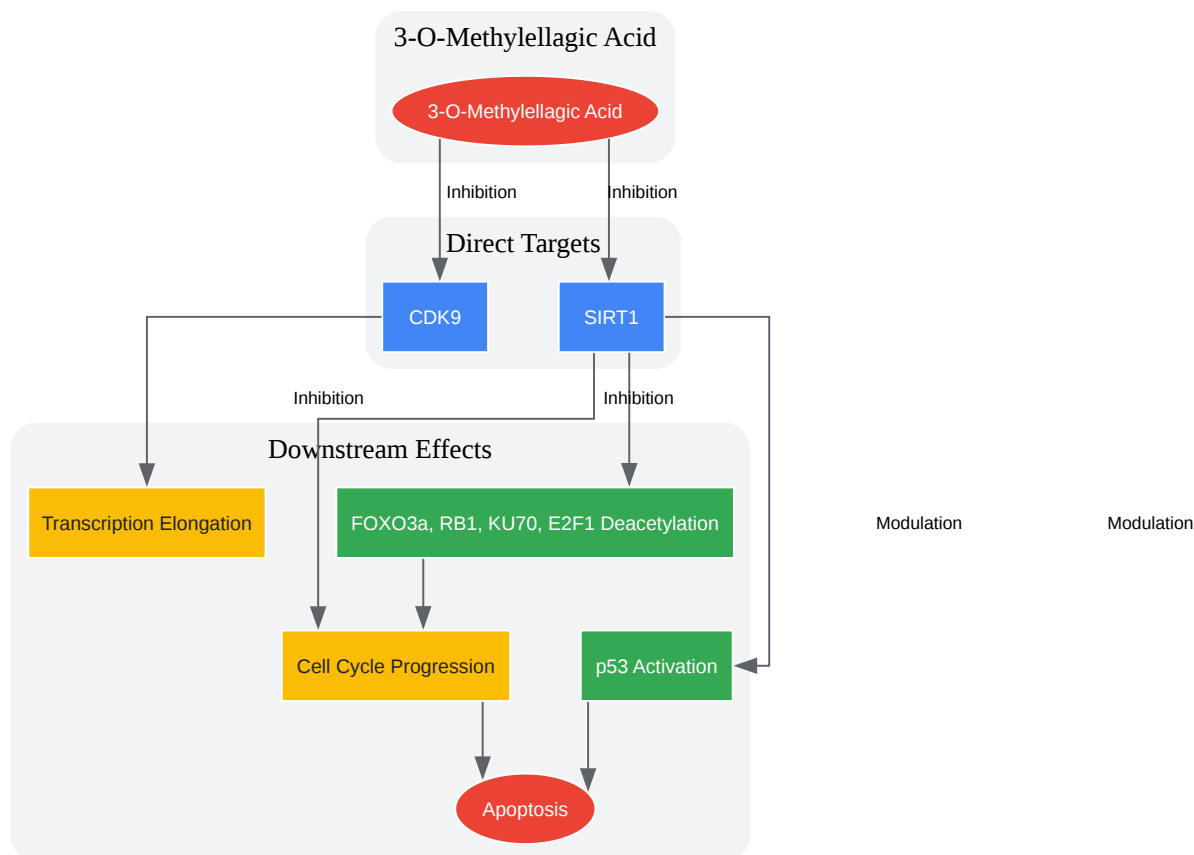 3-O-Methylellagic Acid
3-O-Methylellagic Acid
Inhibition
Inhibition
Direct Targets
CDK9
SIRT1
Inhibition
Inhibition
Downstream Effects
Transcription Elongation
FOXO3a, RB1, KU70, E2F1 Deacetylation
Modulation
Modulation
Cell Cycle Progression
p53 Activation
Apoptosis